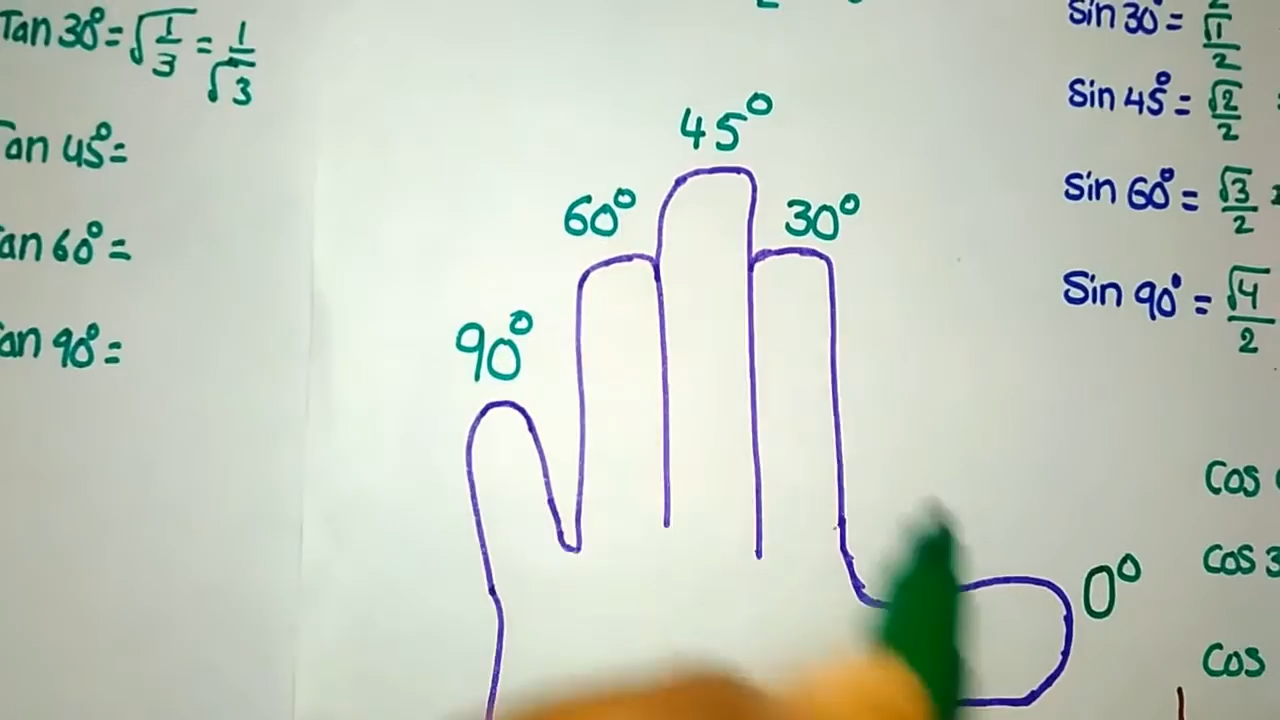 Tan 30° = √1/3 = 1/√3
Tan 45° =
Tan 60° =
Tan 90° =
45°
60°
30°
90°
0°
Sin 30° = √1/2
Sin 45° = √2/2
Sin 60° = √3/2
Sin 90° = √4/2
Cos
Cos 3
Cos